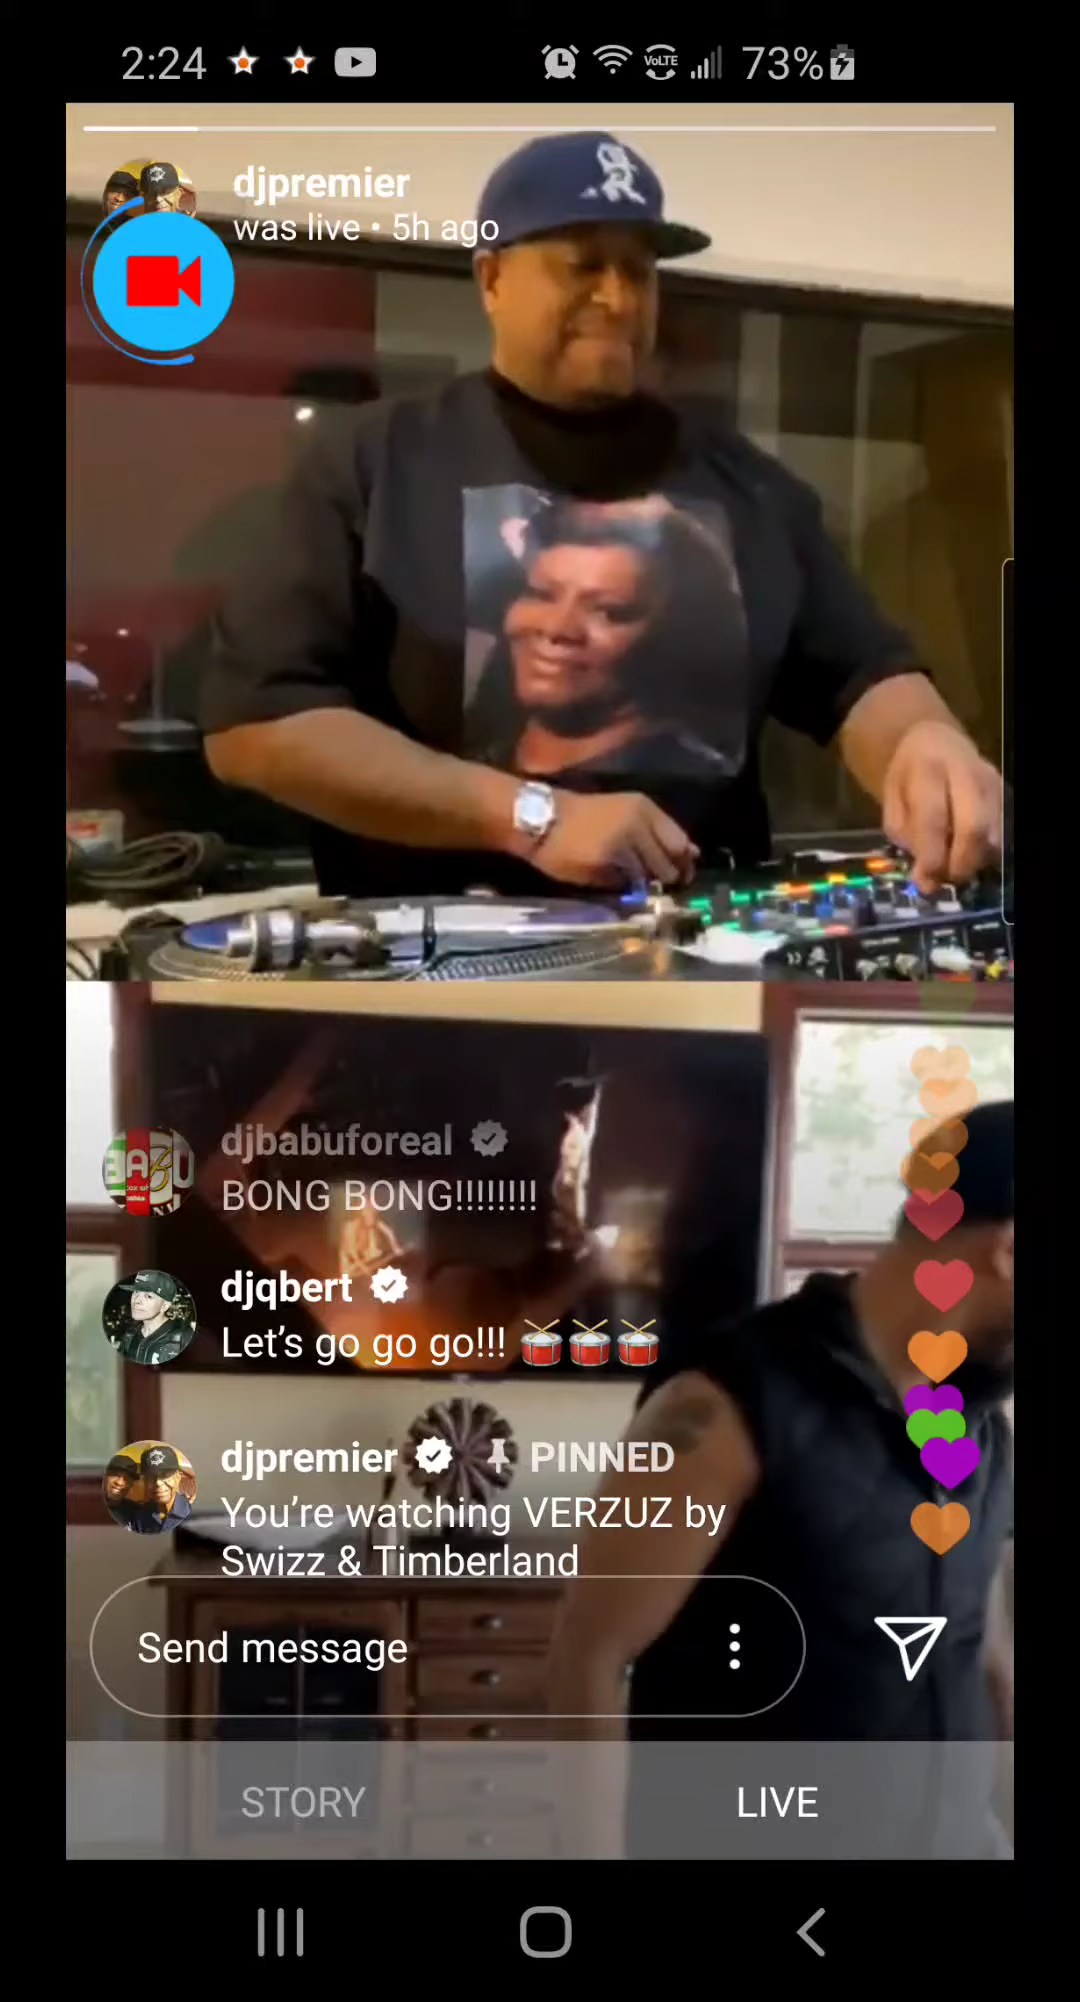 2:24
VoLTE
73%
djpremier
was live • 5h ago
djbabuforeal
BONG BONG!!!!!!!!
djqbert
Let's go go go!!! 🥁🥁🥁
djpremier PINNED
You're watching VERZUZ by
Swizz & Timberland
Send message
STORY
LIVE